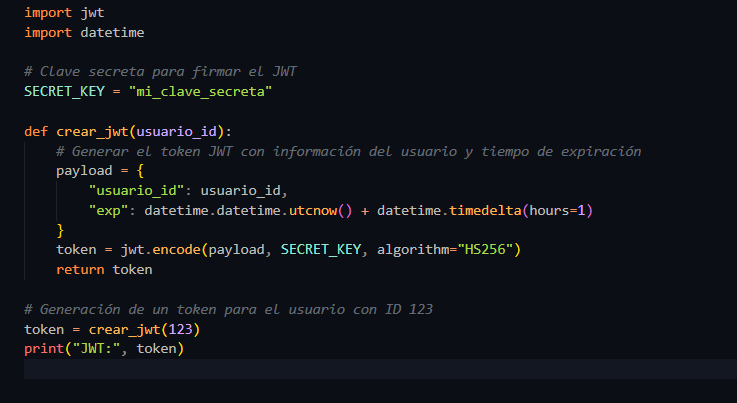 import jwt
import datetime
# Clave secreta para firmar el JWT
SECRET_KEY = "mi_clave_secreta"
def crear_jwt(usuario_id):
    # Generar el token JWT con información del usuario y tiempo de expiración
    payload = {
        "usuario_id": usuario_id,
        "exp": datetime.datetime.utcnow() + datetime.timedelta(hours=1)
    }
    token = jwt.encode(payload, SECRET_KEY, algorithm="HS256")
    return token
# Generación de un token para el usuario con ID 123
token = crear_jwt(123)
print("JWT:", token)